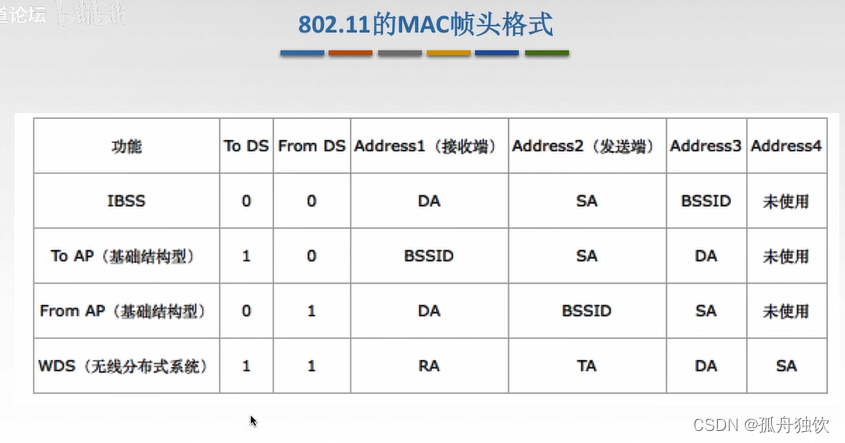 道论坛
802.11的MAC帧头格式
功能 To DS From DS Address1（接收端） Address2（发送端） Address3 Address4
IBSS 0 0 DA SA BSSID 未使用
To AP（基础结构型） 1 0 BSSID SA DA 未使用
From AP（基础结构型） 0 1 DA BSSID SA 未使用
WDS（无线分布式系统） 1 1 RA TA DA SA
CSDN @孤舟独饮